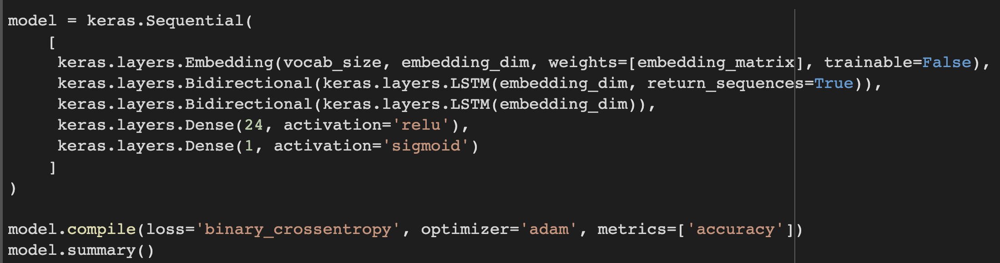 model = keras.Sequential(
    [
     keras.layers.Embedding(vocab_size, embedding_dim, weights=[embedding_matrix], trainable=False),
     keras.layers.Bidirectional(keras.layers.LSTM(embedding_dim, return_sequences=True)),
     keras.layers.Bidirectional(keras.layers.LSTM(embedding_dim)),
     keras.layers.Dense(24, activation='relu'),
     keras.layers.Dense(1, activation='sigmoid')
    ]
)

model.compile(loss='binary_crossentropy', optimizer='adam', metrics=['accuracy'])
model.summary()